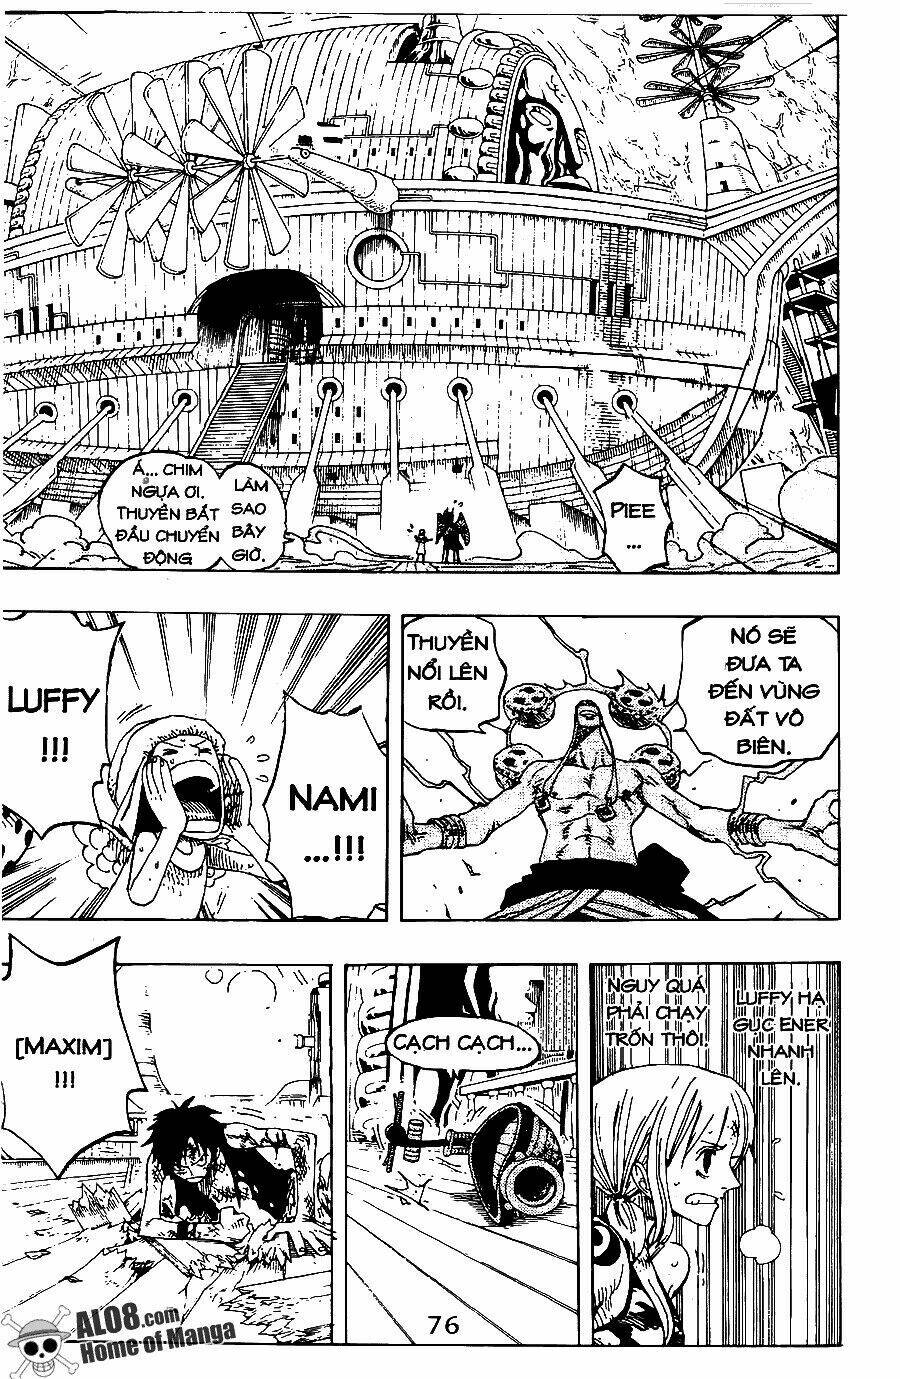 LÀM
SAO
BÂY
GIỜ.
Á... CHIM
NGỰA ƠI.
THUYỀN BẮT
ĐẦU CHUYỂN
ĐỘNG
PIEE
...
NÓ SẼ
ĐƯA TA
ĐẾN VÙNG
ĐẤT VÔ
BIÊN.
THUYỀN
NỔI LÊN
RỒI.
NAMI
...!!!
LUFFY
!!!
LUFFY HẠ
GỤC ENER
NHANH
LÊN.
NGUY QUÁ
PHẢI CHẠY
TRỐN THÔI.
CẠCH CẠCH...
[MAXIM]
!!!
76
ALO8.com
Home of Manga